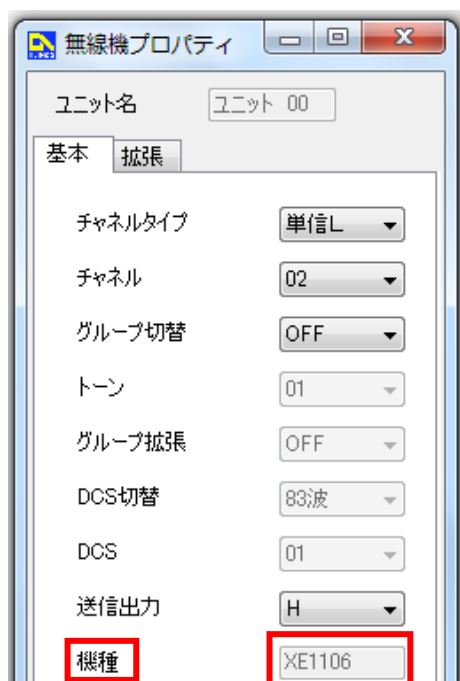 無線機プロパティ
ユニット名 ユニット 00
基本 拡張
チャネルタイプ 単信L
チャネル 02
グループ切替 OFF
トーン 01
グループ拡張 OFF
DCS切替 83波
DCS 01
送信出力 H
機種 XE1106